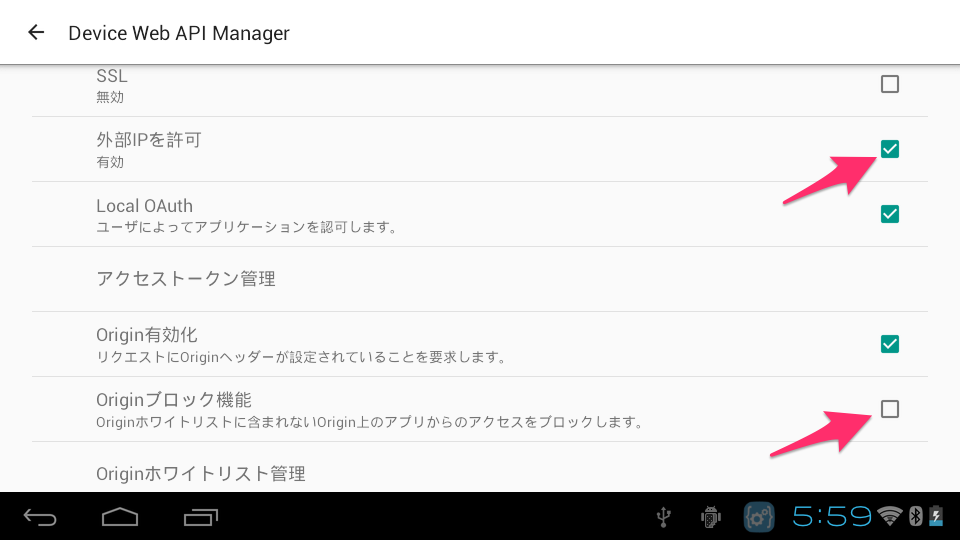 Device Web API Manager
SSL
無効
外部IPを許可
有効
Local OAuth
ユーザによってアプリケーションを認可します。
アクセストークン管理
Origin有効化
リクエストにOriginヘッダーが設定されていることを要求します。
Originブロック機能
Originホワイトリストに含まれないOrigin上のアプリからのアクセスをブロックします。
Originホワイトリスト管理
5:59